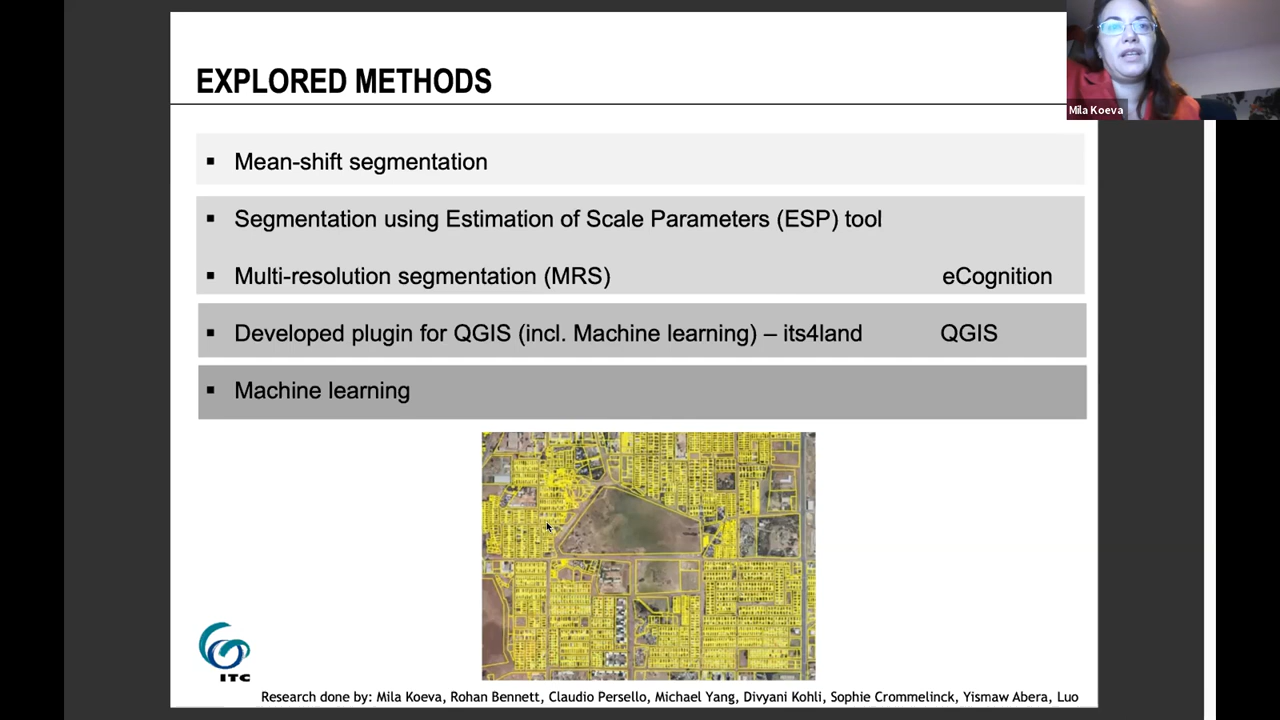 EXPLORED METHODS
Mila Koeva
▪ Mean-shift segmentation
▪ Segmentation using Estimation of Scale Parameters (ESP) tool
▪ Multi-resolution segmentation (MRS) eCognition
▪ Developed plugin for QGIS (incl. Machine learning) – its4land QGIS
▪ Machine learning
ITC
Research done by: Mila Koeva, Rohan Bennett, Claudio Persello, Michael Yang, Divyani Kohli, Sophie Crommelinck, Yismaw Abera, Luo